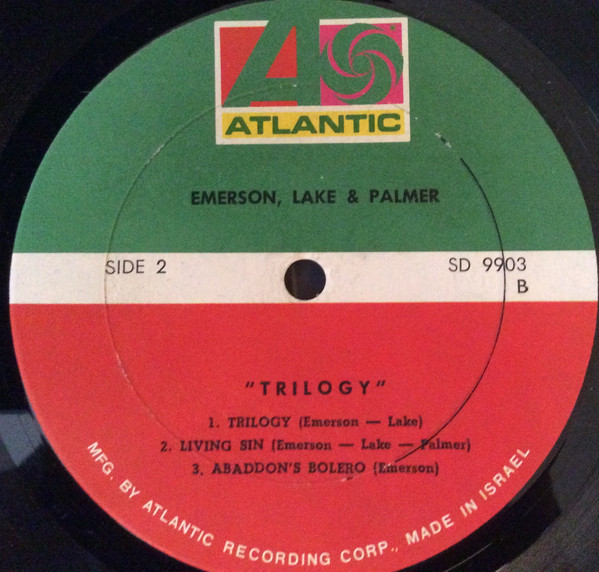 ATLANTIC
EMERSON, LAKE & PALMER
SIDE 2
SD 9903
B
"TRILOGY"
1. TRILOGY (Emerson — Lake)
2. LIVING SIN (Emerson — Lake — Palmer)
3. ABADDON'S BOLERO (Emerson)
MFG. BY ATLANTIC RECORDING CORP., MADE IN ISRAEL